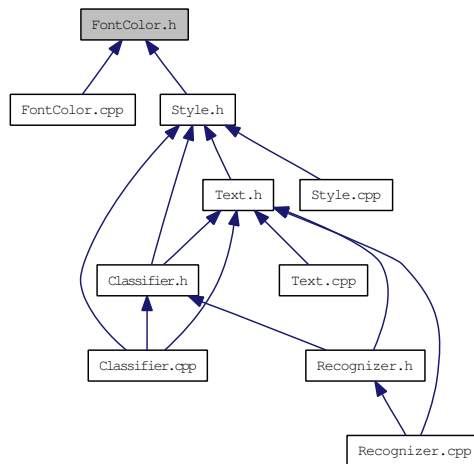 FontColor.h
FontColor.cpp
Style.h
Text.h
Style.cpp
Classifier.h
Text.cpp
Classifier.cpp
Recognizer.h
Recognizer.cpp